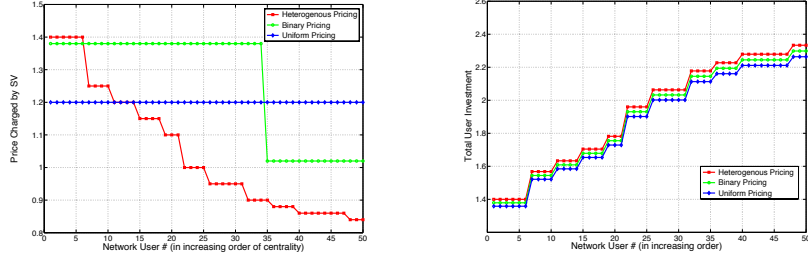 1.5
1.4
1.3
1.2
1.1
1
0.9
0.8
Price Charged by SV
Heterogenous Pricing
Binary Pricing
Uniform Pricing
0 5 10 15 20 25 30 35 40 45 50
Network User # (in increasing order of centrality)
2.6
2.4
2.2
2
1.8
1.6
1.4
Total User Investment
Heterogenous Pricing
Binary Pricing
Uniform Pricing
0 5 10 15 20 25 30 35 40 45 50
Network User # (in increasing order)